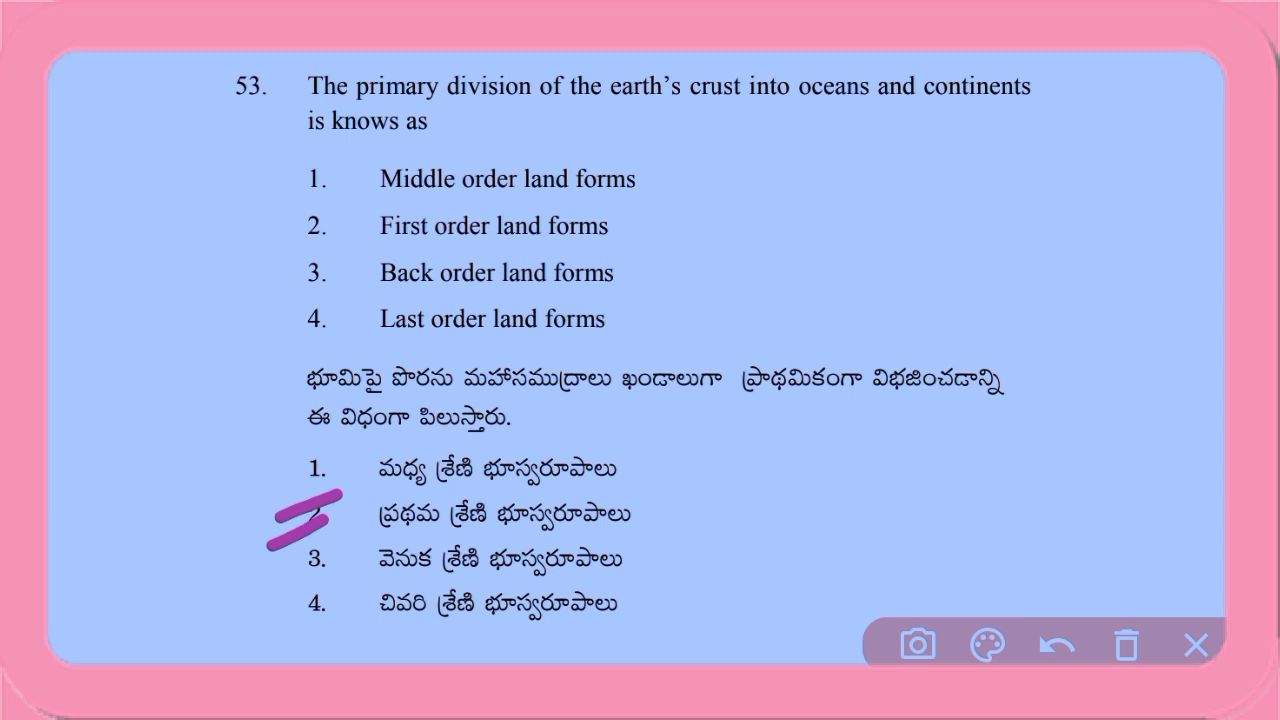 53. The primary division of the earth's crust into oceans and continents
is knows as
1. Middle order land forms
2. First order land forms
3. Back order land forms
4. Last order land forms
భూమిపై పొరను మహాసముద్రాలు ఖండాలుగా ప్రాథమికంగా విభజించడాన్ని
ఈ విధంగా పిలుస్తారు.
1. మధ్య శ్రేణి భూస్వరూపాలు
2. ప్రథమ శ్రేణి భూస్వరూపాలు
3. వెనుక శ్రేణి భూస్వరూపాలు
4. చివరి శ్రేణి భూస్వరూపాలు